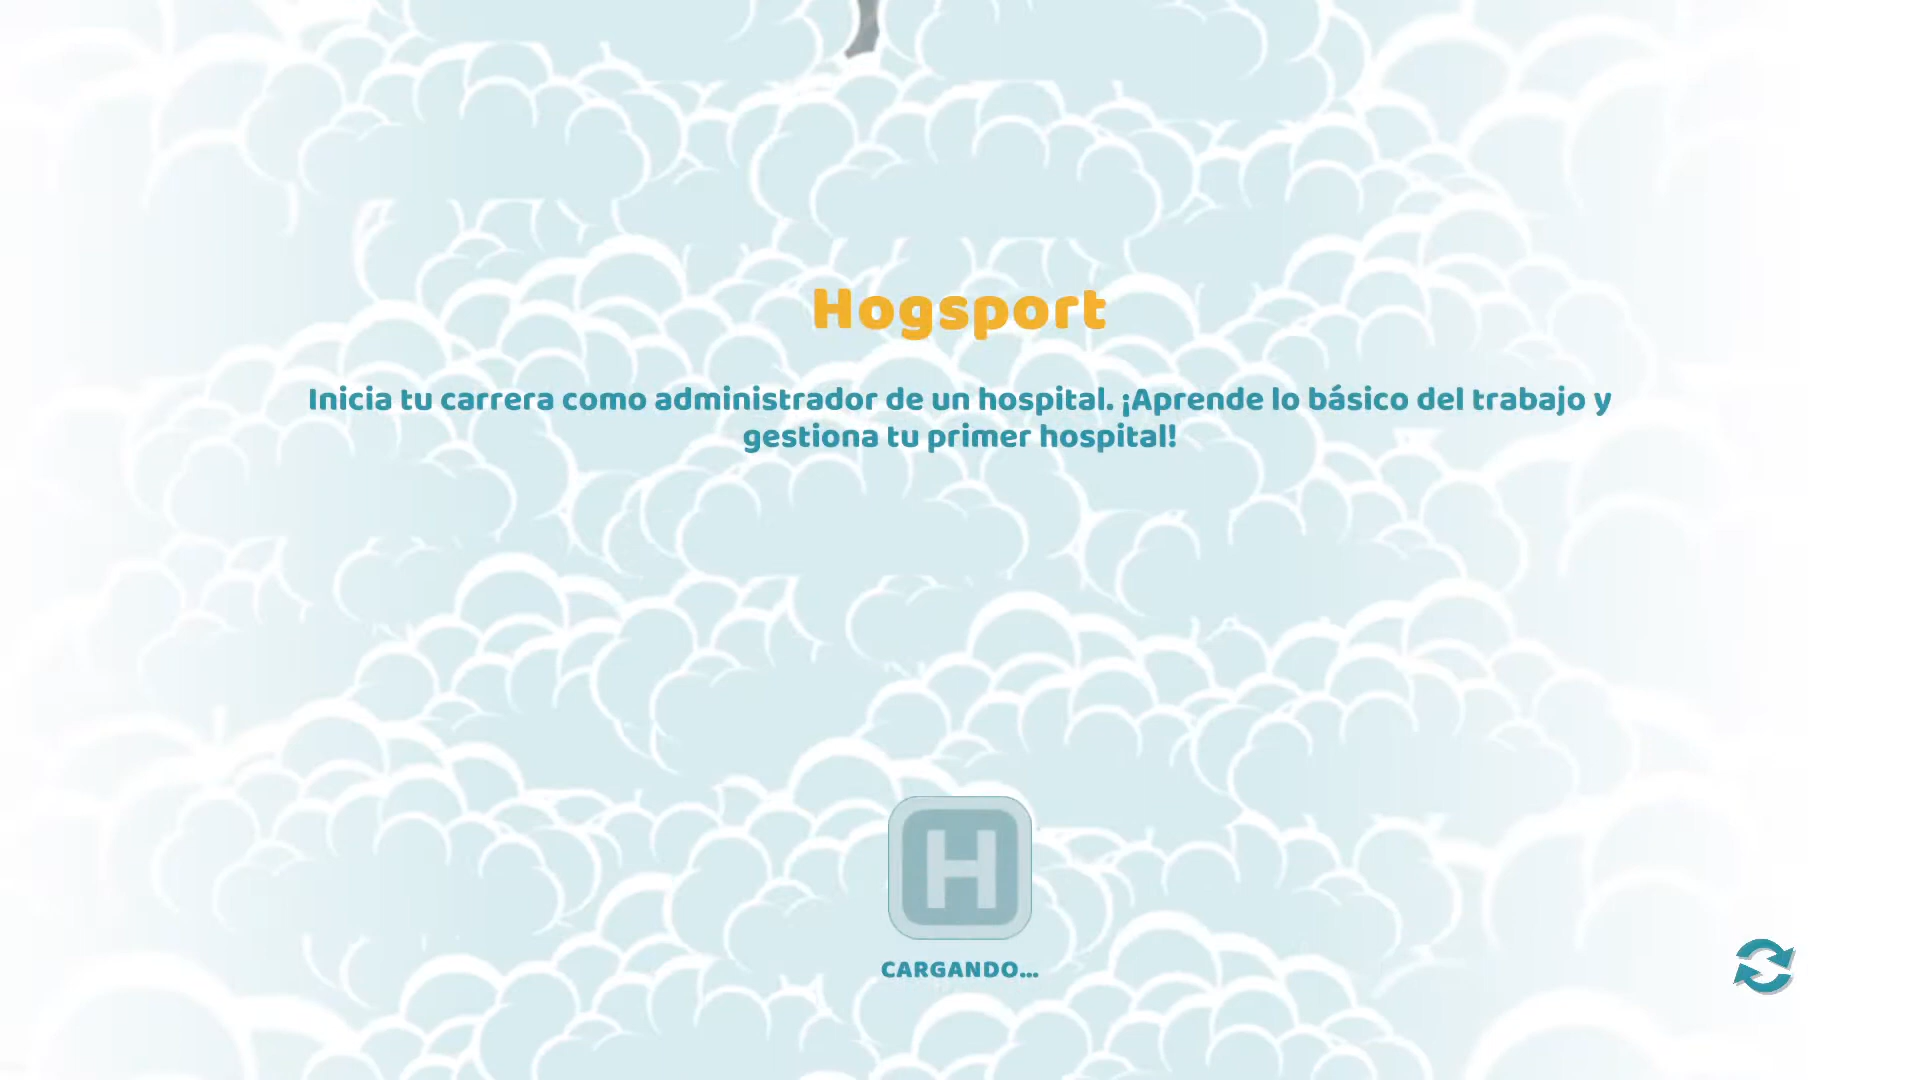 Hogsport
Inicia tu carrera como administrador de un hospital. ¡Aprende lo básico del trabajo y
gestiona tu primer hospital!
H
CARGANDO...